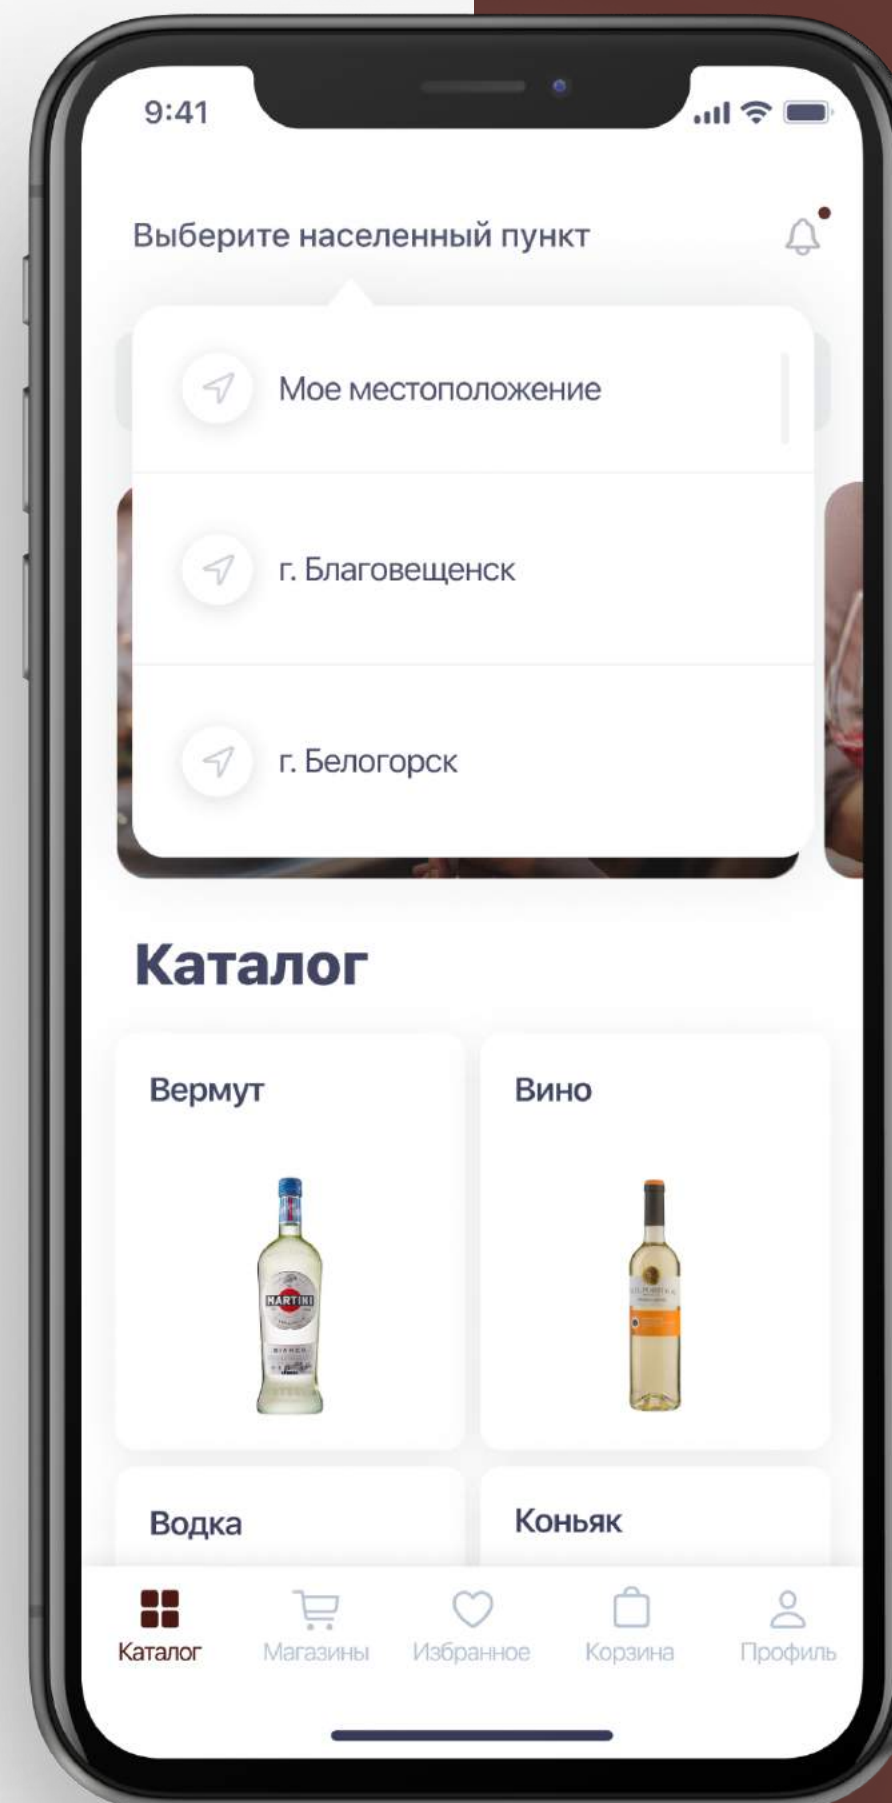 9:41
Выберите населенный пункт
Мое местоположение
г. Благовещенск
г. Белогорск
Каталог
Вермут
Вино
MARTINI
BIANCO
Водка
Коньяк
Каталог
Магазины
Избранное
Корзина
Профиль